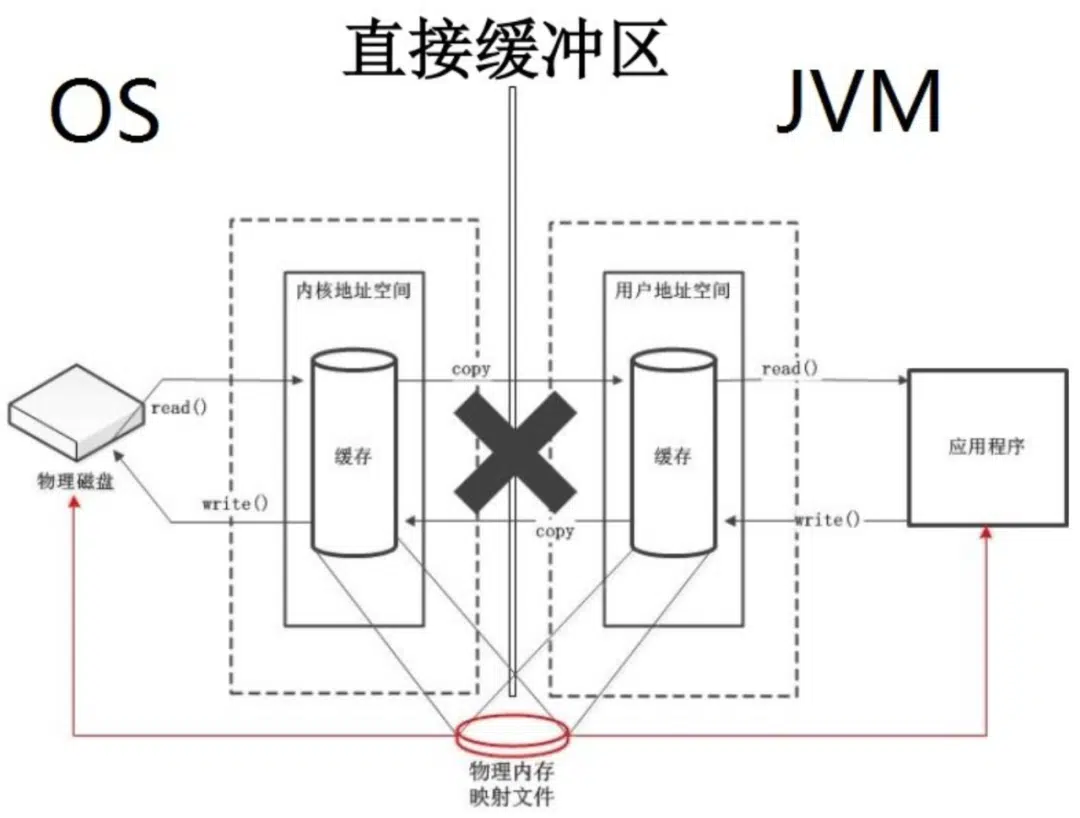 直接缓冲区
OS
JVM
内核地址空间
用户地址空间
copy
read()
read()
缓存
缓存
应用程序
物理磁盘
write()
copy
write()
物理内存
映射文件